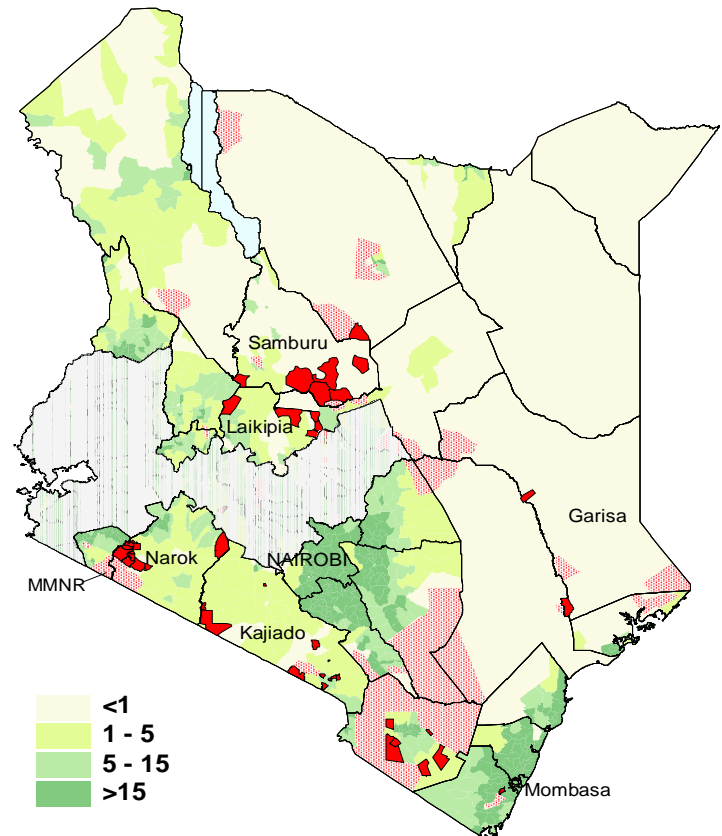 Samburu
Laikipia
Garisa
Narok
NAIROBI
MMNR
Kajiado
<1
1 - 5
5 - 15
>15
Mombasa